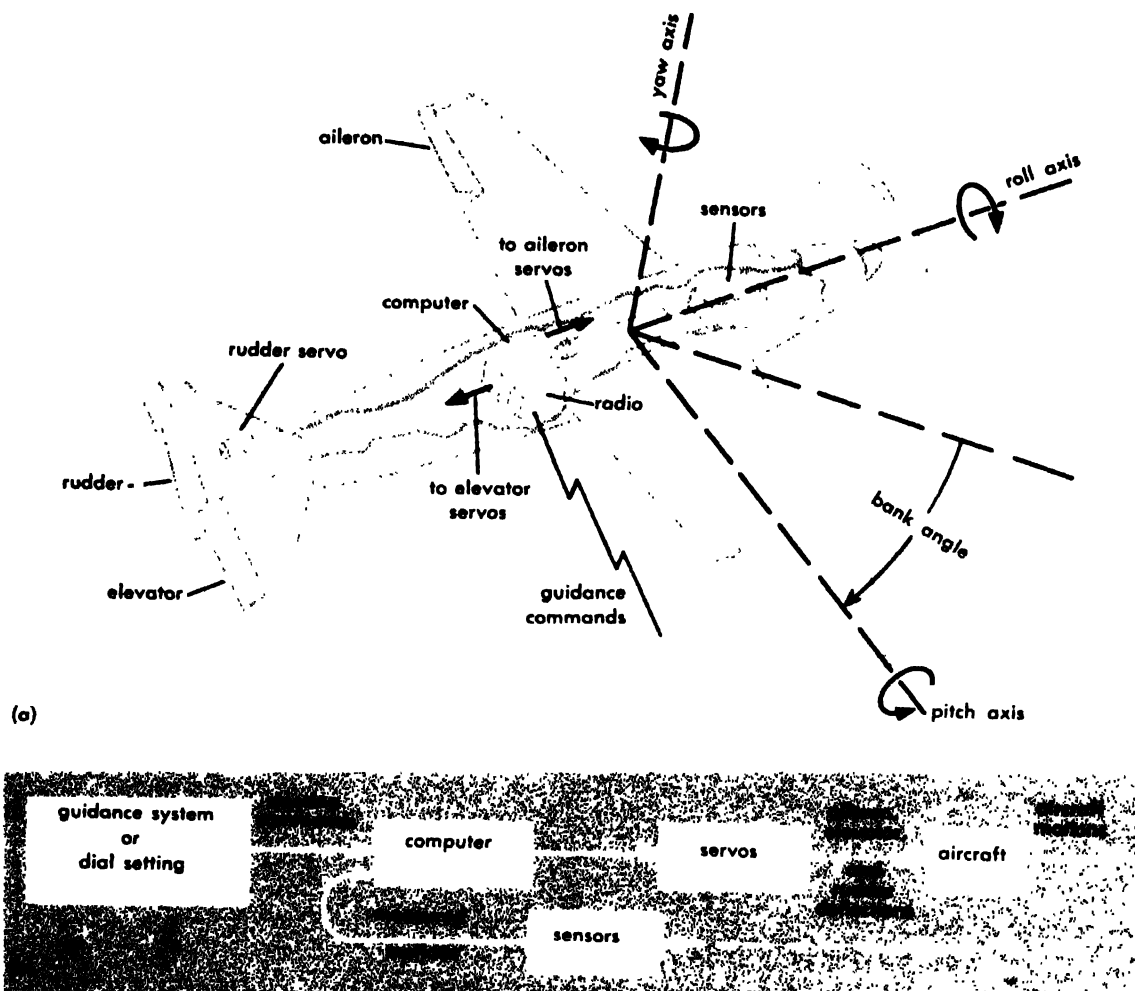 yaw axis
roll axis
aileron
sensors
to aileron
servos
computer
rudder servo
radio
rudder
to elevator
servos
bank angle
elevator
guidance
commands
(a)
pitch axis
guidance system
or
dial setting
computer
servos
aircraft
sensors